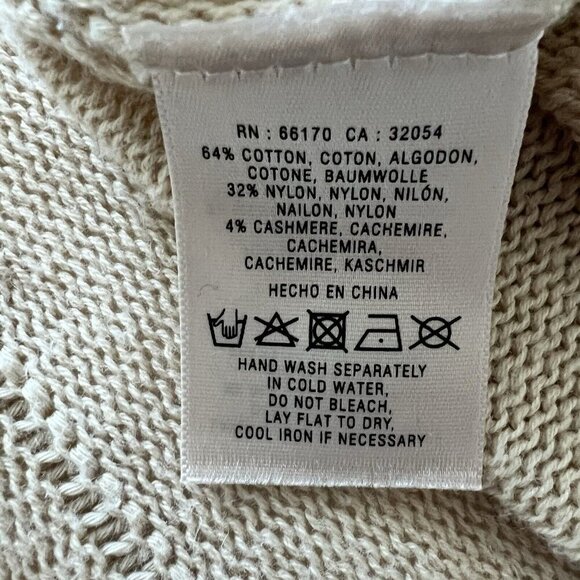 RN : 66170 CA : 32054
64% COTTON, COTON, ALGODON,
COTONE, BAUMWOLLE
32% NYLON, NYLON, NILÓN,
NAILON, NYLON
4% CASHMERE, CACHEMIRE,
CACHEMIRA,
CACHEMIRE, KASCHMIR
HECHO EN CHINA
HAND WASH SEPARATELY
IN COLD WATER,
DO NOT BLEACH,
LAY FLAT TO DRY,
COOL IRON IF NECESSARY